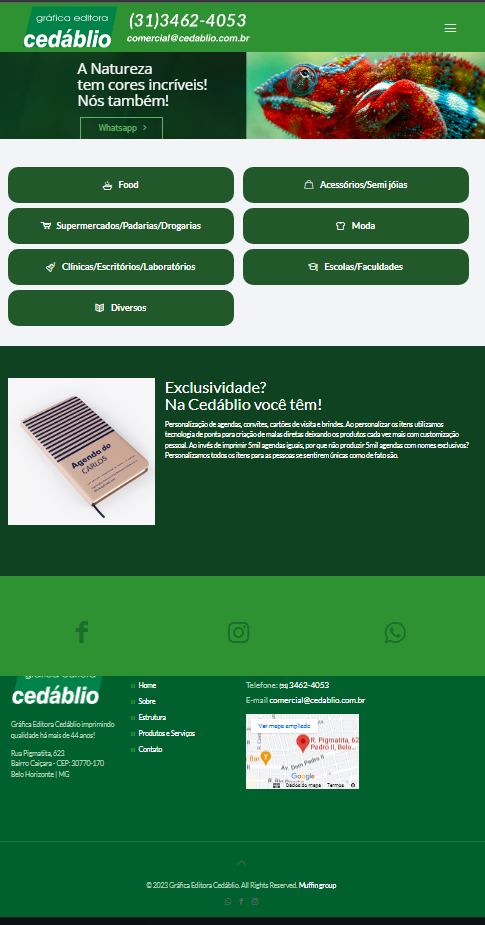 gráfica editora
cedáblio
(31)3462-4053
comercial@cedablio.com.br
A Natureza
tem cores incríveis!
Nós também!
Whatsapp
Food
Acessórios/Semi jóias
Supermercados/Padarias/Drogarias
Moda
Clínicas/Escritórios/Laboratórios
Escolas/Faculdades
Diversos
Agenda do
CARLOS
Exclusividade?
Na Cedáblio você têm!
Personalização de agendas, convites, cartões de visita e brindes. Ao personalizar os itens utilizamos
tecnologia de ponta para criação de malas diretas deixando os produtos cada vez mais com customização
pessoal. Ao invés de imprimir 5mil agendas iguais, por que não produzir 5mil agendas com nomes exclusivos?
Personalizamos todos os itens para as pessoas se sentirem únicas como de fato são.
gráfica editora
cedáblio
Gráfica Editora Cedáblio imprimindo
qualidade há mais de 44 anos!
Rua Pigmatita, 623
Bairro Caiçara - CEP: 30770-170
Belo Horizonte | MG
Home
Sobre
Estrutura
Produtos e Serviços
Contato
Telefone: (31) 3462-4053
E-mail comercial@cedablio.com.br
Ver mapa ampliado
R. Pigmatita, 62
Pedro II, Belo...
Bar
Av. Dom Pedro II
Google
Dados do mapa
Termos
© 2023 Gráfica Editora Cedáblio. All Rights Reserved. Muffin group